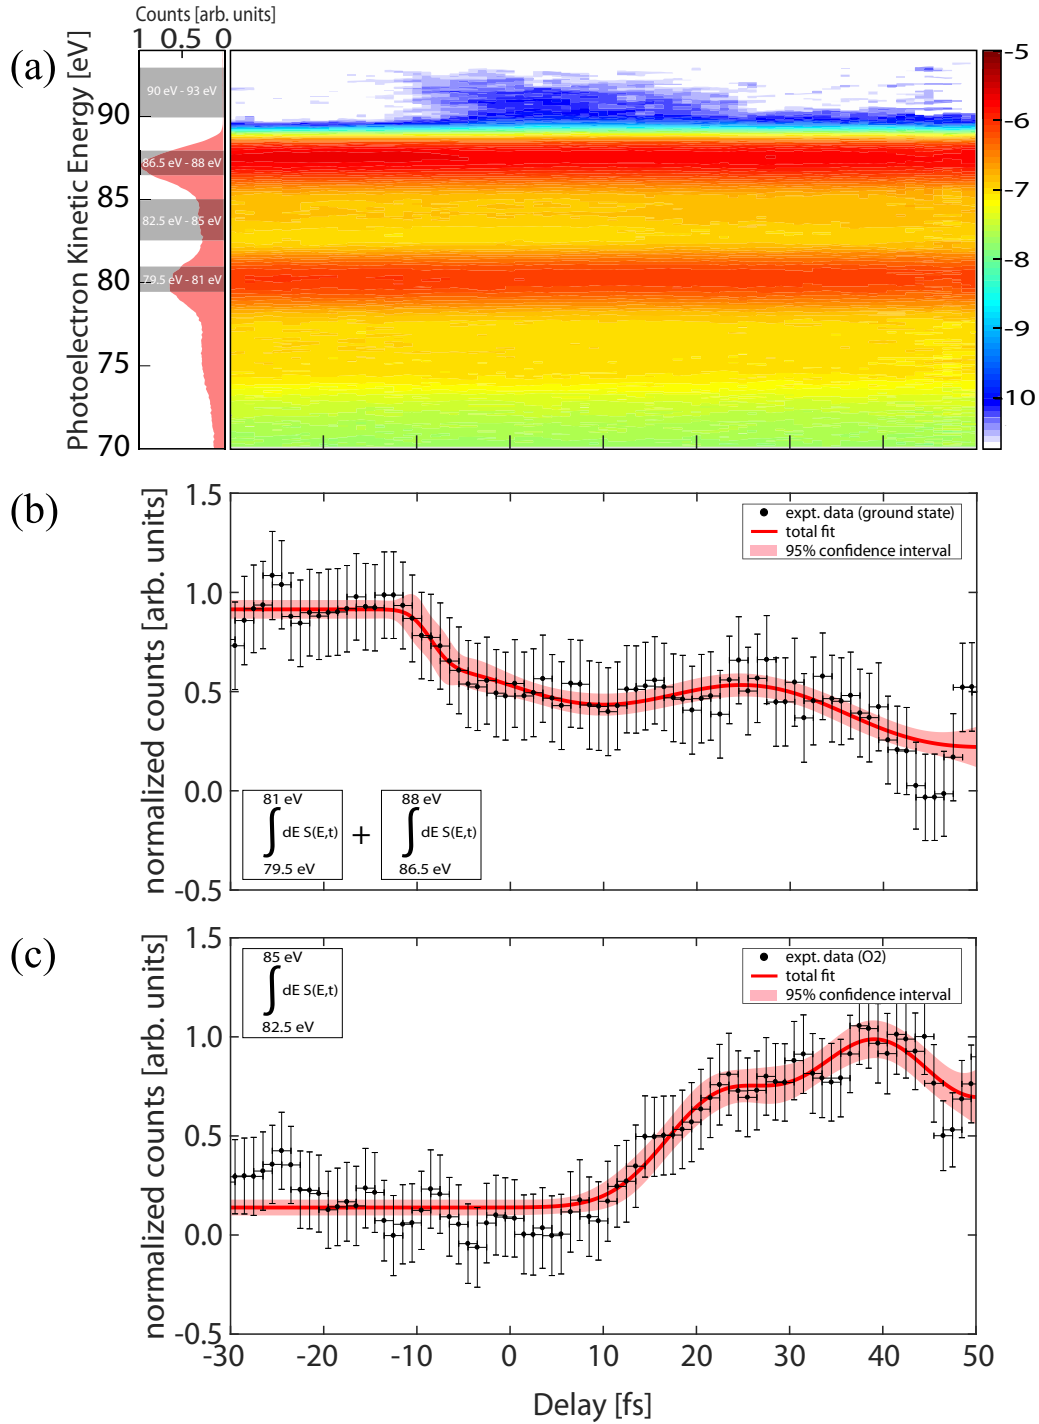 Counts [arb. units]
1 0.5 0
(a)
Photoelectron Kinetic Energy [eV]
90
85
80
75
70
90 eV - 93 eV
86.5 eV - 88 eV
82.5 eV - 85 eV
79.5 eV - 81 eV
-5
-6
-7
-8
-9
10
(b)
normalized counts [arb. units]
1.5
1.0
0.5
0.0
-0.5
expt. data (ground state)
total fit
95% confidence interval
81 eV
∫ dE S(E,t)
79.5 eV
+
88 eV
∫ dE S(E,t)
86.5 eV
(c)
normalized counts [arb. units]
1.5
1.0
0.5
0.0
-0.5
85 eV
∫ dE S(E,t)
82.5 eV
expt. data (O2)
total fit
95% confidence interval
-30 -20 -10 0 10 20 30 40 50
Delay [fs]